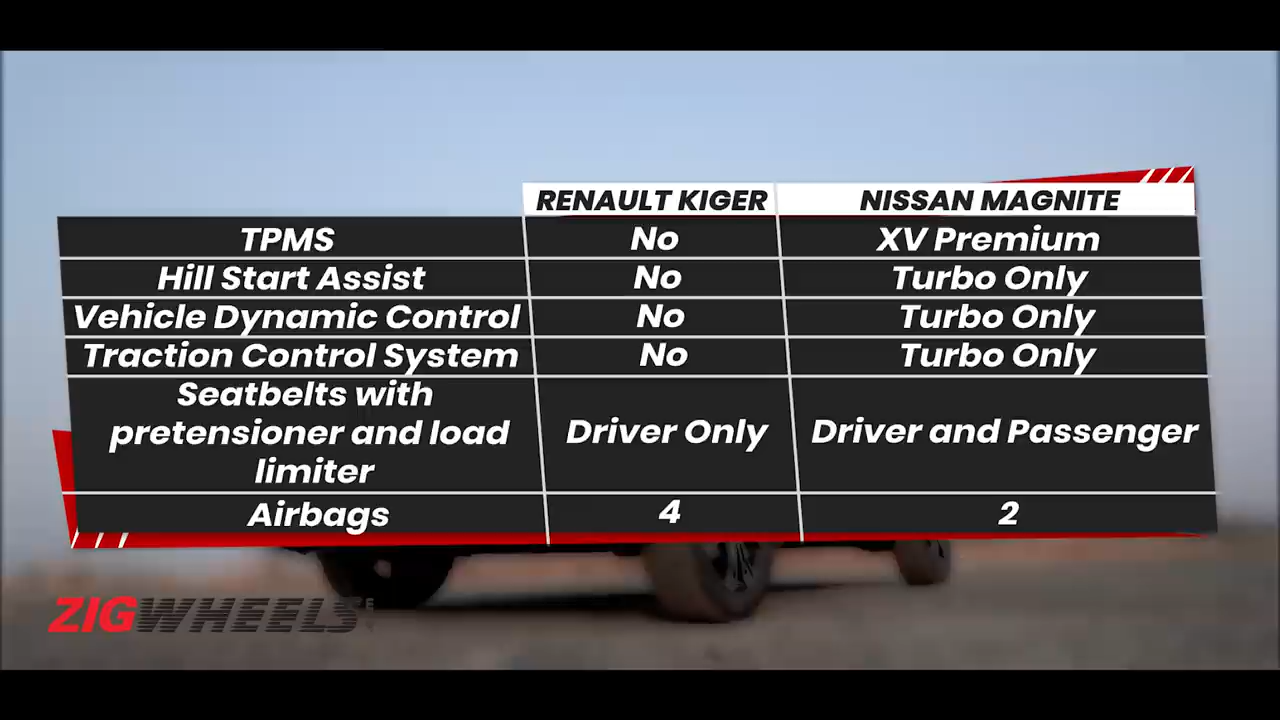 RENAULT KIGER NISSAN MAGNITE
TPMS No XV Premium
Hill Start Assist No Turbo Only
Vehicle Dynamic Control No Turbo Only
Traction Control System No Turbo Only
Seatbelts with
pretensioner and load Driver Only Driver and Passenger
limiter
Airbags 4 2
ZIGWHEELS